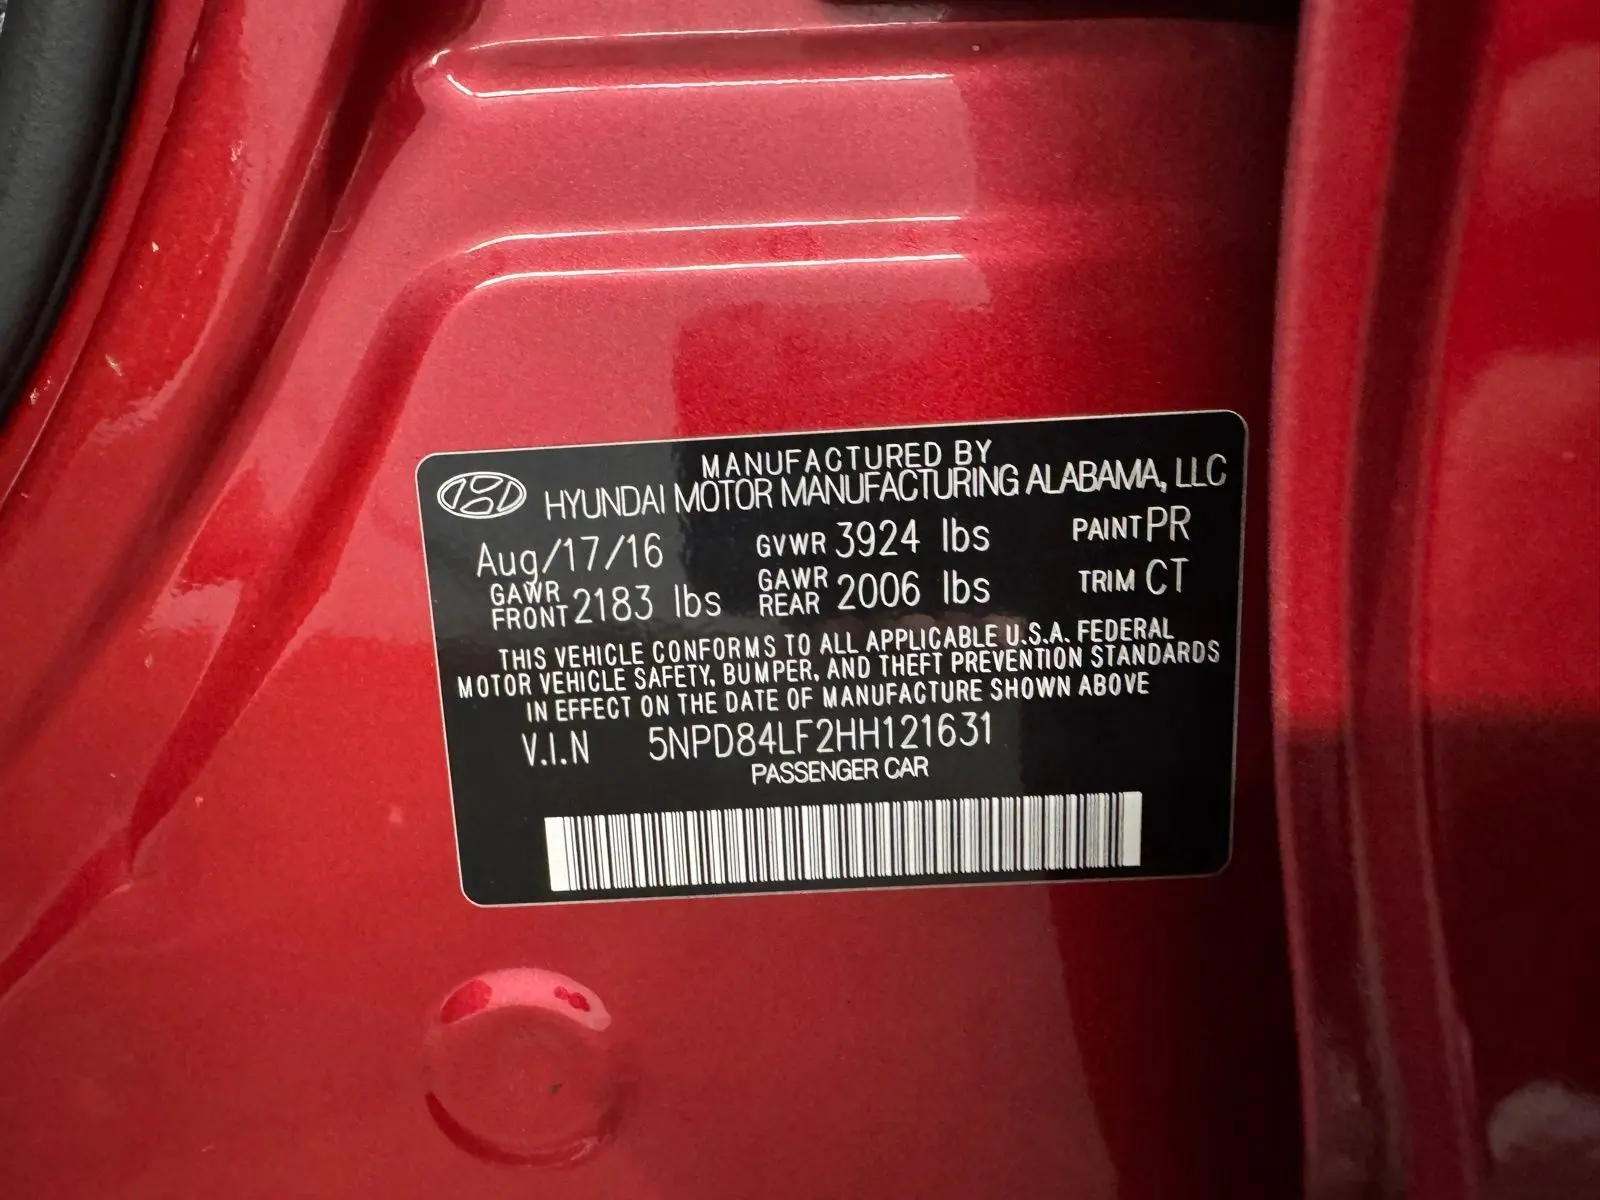 MANUFACTURED BY
HYUNDAI MOTOR MANUFACTURING ALABAMA, LLC
Aug/17/16 GVWR 3924 lbs PAINT PR
GAWR FRONT 2183 lbs GAWR REAR 2006 lbs TRIM CT
THIS VEHICLE CONFORMS TO ALL APPLICABLE U.S.A. FEDERAL
MOTOR VEHICLE SAFETY, BUMPER, AND THEFT PREVENTION STANDARDS
IN EFFECT ON THE DATE OF MANUFACTURE SHOWN ABOVE
V.I.N 5NPD84LF2HH121631
PASSENGER CAR